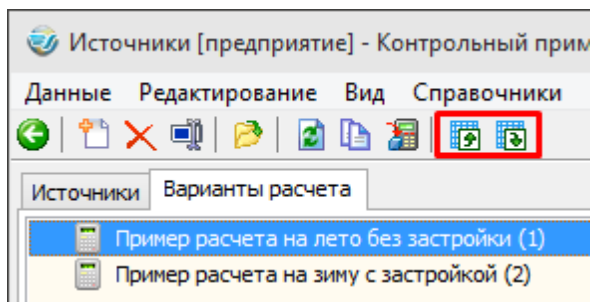 Источники [предприятие] - Контрольный
Данные Редактирование Вид Справочники
Источники Варианты расчета
Пример расчета на лето без застройки (1)
Пример расчета на зиму с застройкой (2)